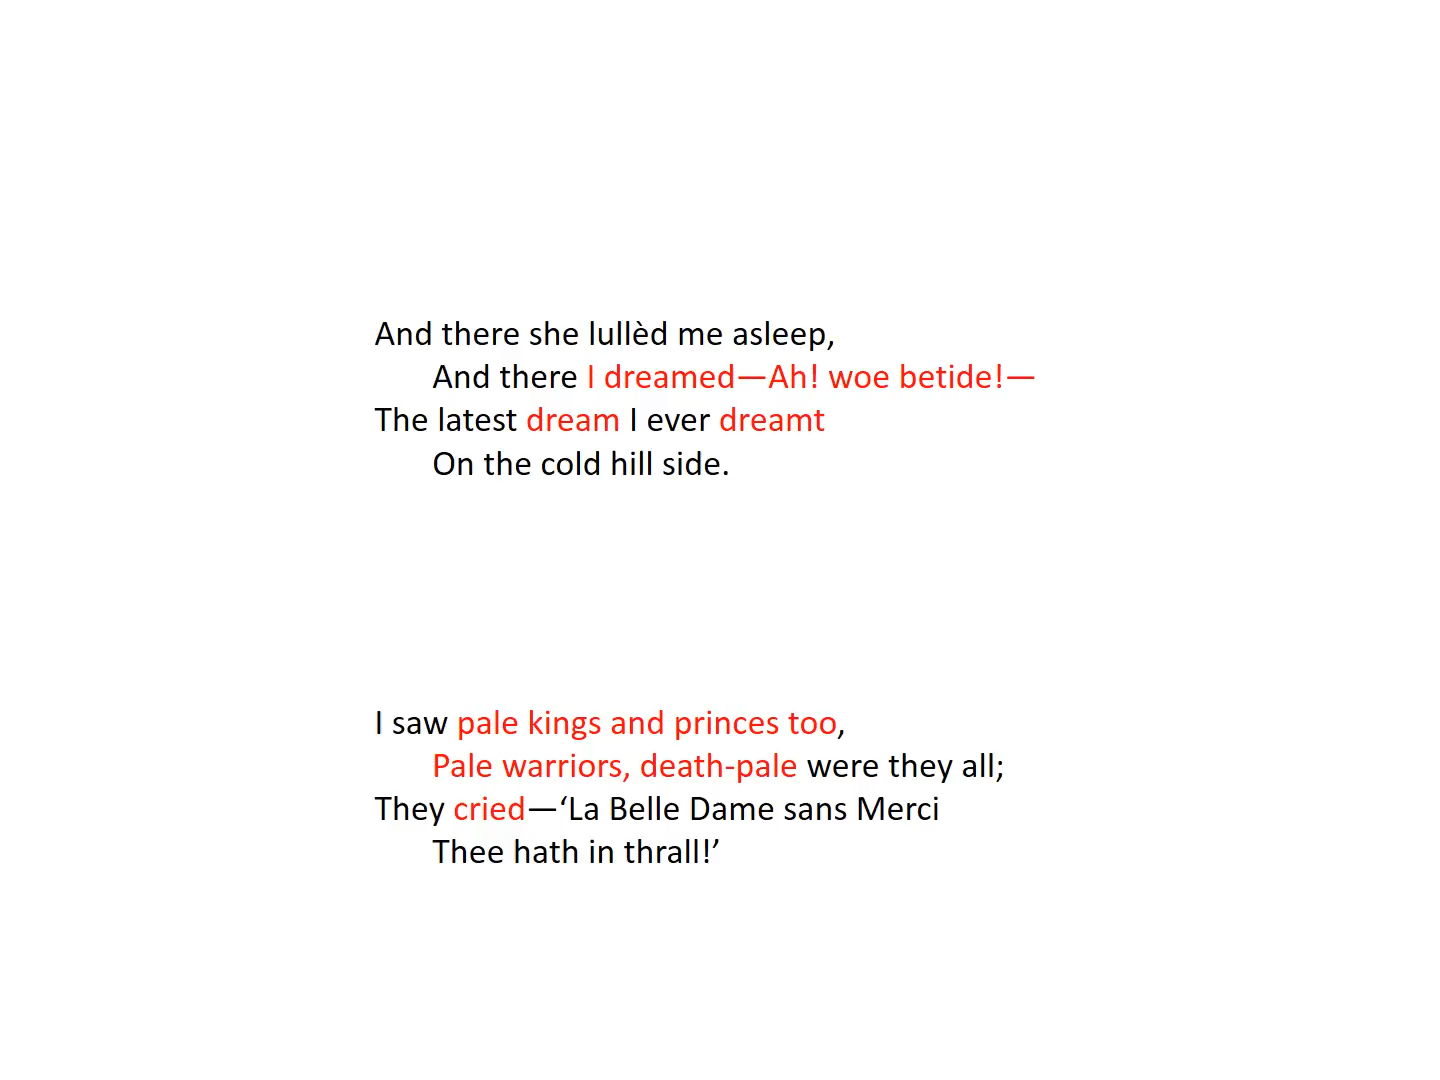 And there she lullèd me asleep,
And there I dreamed—Ah! woe betide!—
The latest dream I ever dreamt
On the cold hill side.
I saw pale kings and princes too,
Pale warriors, death-pale were they all;
They cried—‘La Belle Dame sans Merci
Thee hath in thrall!’